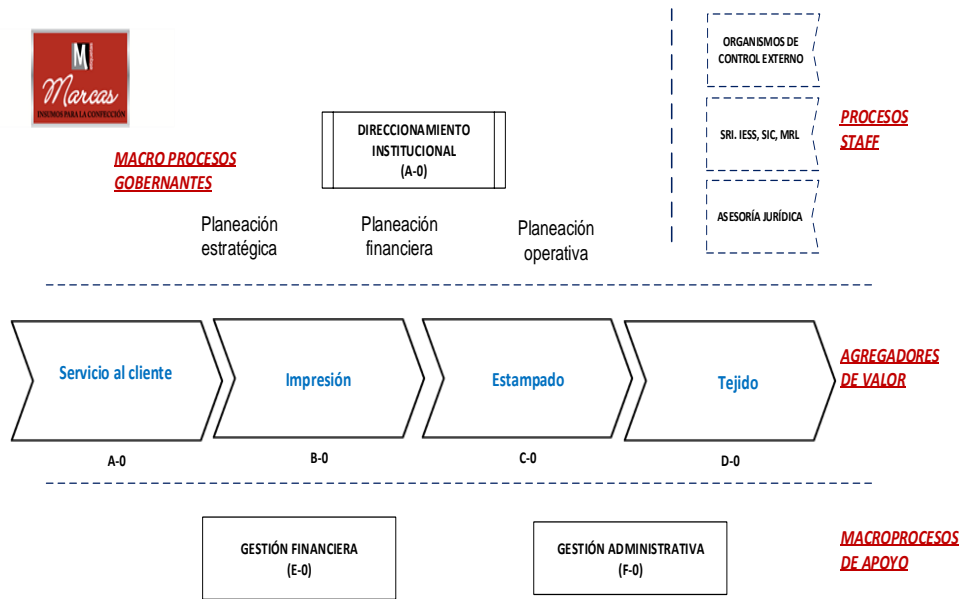 M
Marcas
INSUMOS PARA LA CONFECCIÓN
MACRO PROCESOS
GOBERNANTES
DIRECCIONAMIENTO
INSTITUCIONAL
(A-0)
Planeación
estratégica
Planeación
financiera
Planeación
operativa
ORGANISMOS DE
CONTROL EXTERNO
SRI. IESS, SIC, MRL
ASESORÍA JURÍDICA
PROCESOS
STAFF
Servicio al cliente
Impresión
Estampado
Tejido
AGREGADORES
DE VALOR
A-0
B-0
C-0
D-0
GESTIÓN FINANCIERA
(E-0)
GESTIÓN ADMINISTRATIVA
(F-0)
MACROPROCESOS
DE APOYO